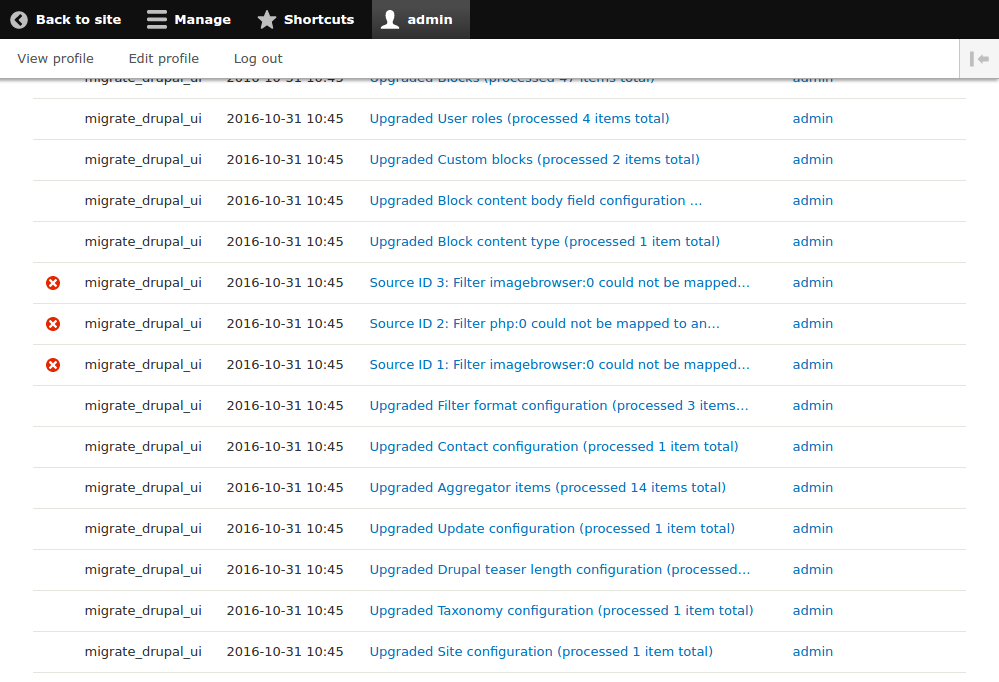 Back to site Manage Shortcuts admin
View profile Edit profile Log out
migrate_drupal_ui 2016-10-31 10:45 Upgraded Blocks (processed 47 items total) admin
migrate_drupal_ui 2016-10-31 10:45 Upgraded User roles (processed 4 items total) admin
migrate_drupal_ui 2016-10-31 10:45 Upgraded Custom blocks (processed 2 items total) admin
migrate_drupal_ui 2016-10-31 10:45 Upgraded Block content body field configuration … admin
migrate_drupal_ui 2016-10-31 10:45 Upgraded Block content type (processed 1 item total) admin
migrate_drupal_ui 2016-10-31 10:45 Source ID 3: Filter imagebrowser:0 could not be mapped… admin
migrate_drupal_ui 2016-10-31 10:45 Source ID 2: Filter php:0 could not be mapped to an… admin
migrate_drupal_ui 2016-10-31 10:45 Source ID 1: Filter imagebrowser:0 could not be mapped… admin
migrate_drupal_ui 2016-10-31 10:45 Upgraded Filter format configuration (processed 3 items… admin
migrate_drupal_ui 2016-10-31 10:45 Upgraded Contact configuration (processed 1 item total) admin
migrate_drupal_ui 2016-10-31 10:45 Upgraded Aggregator items (processed 14 items total) admin
migrate_drupal_ui 2016-10-31 10:45 Upgraded Update configuration (processed 1 item total) admin
migrate_drupal_ui 2016-10-31 10:45 Upgraded Drupal teaser length configuration (processed… admin
migrate_drupal_ui 2016-10-31 10:45 Upgraded Taxonomy configuration (processed 1 item total) admin
migrate_drupal_ui 2016-10-31 10:45 Upgraded Site configuration (processed 1 item total) admin